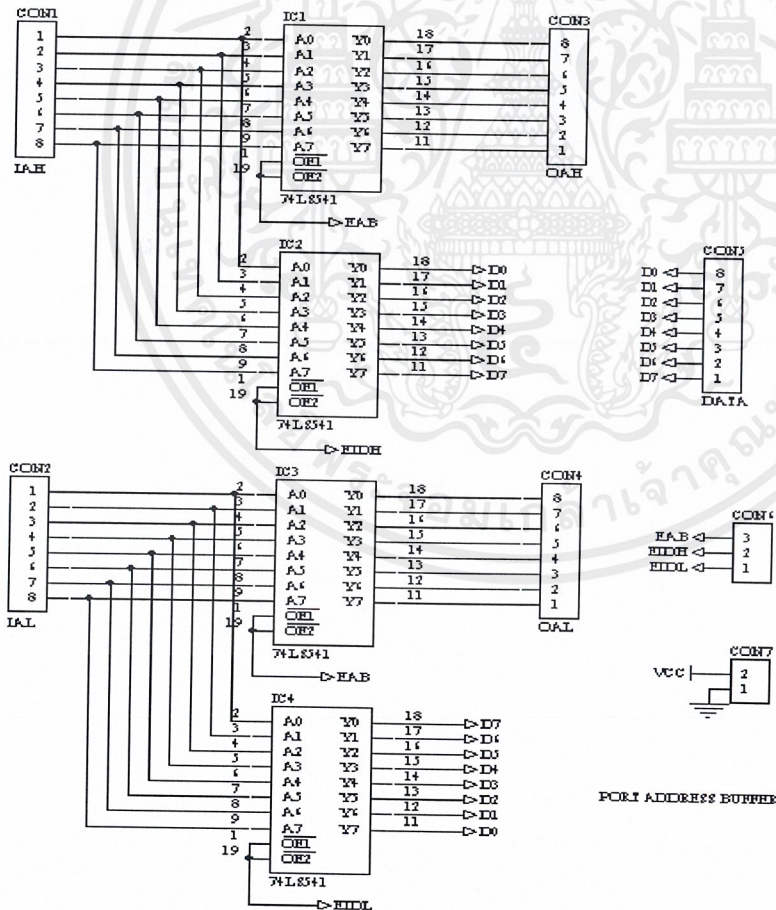 CON1
1
2
3
4
5
6
7
8
IAH
IC1
2
3
4
5
6
7
8
9
1
19
A0 Y0
A1 Y1
A2 Y2
A3 Y3
A4 Y4
A5 Y5
A6 Y6
A7 Y7
OE1
OE2
18
17
16
15
14
13
12
11
74LS541
EAB
CON3
8
7
6
5
4
3
2
1
OAH
IC2
2
3
4
5
6
7
8
9
1
19
A0 Y0
A1 Y1
A2 Y2
A3 Y3
A4 Y4
A5 Y5
A6 Y6
A7 Y7
OE1
OE2
18 D0
17 D1
16 D2
15 D3
14 D4
13 D5
12 D6
11 D7
74LS541
EIDH
CON5
D0 8
D1 7
D2 6
D3 5
D4 4
D5 3
D6 2
D7 1
DATA
CON2
1
2
3
4
5
6
7
8
IAL
IC3
2
3
4
5
6
7
8
9
1
19
A0 Y0
A1 Y1
A2 Y2
A3 Y3
A4 Y4
A5 Y5
A6 Y6
A7 Y7
OE1
OE2
18
17
16
15
14
13
12
11
74LS541
EAB
CON4
8
7
6
5
4
3
2
1
OAL
CON6
EAB 3
EIDH 2
EIDL 1
CON7
VCC 2
1
IC4
2
3
4
5
6
7
8
9
1
19
A0 Y0
A1 Y1
A2 Y2
A3 Y3
A4 Y4
A5 Y5
A6 Y6
A7 Y7
OE1
OE2
18 D7
17 D6
16 D5
15 D4
14 D3
13 D2
12 D1
11 D0
74LS541
EIDL
PORT ADDRESS BUFFER